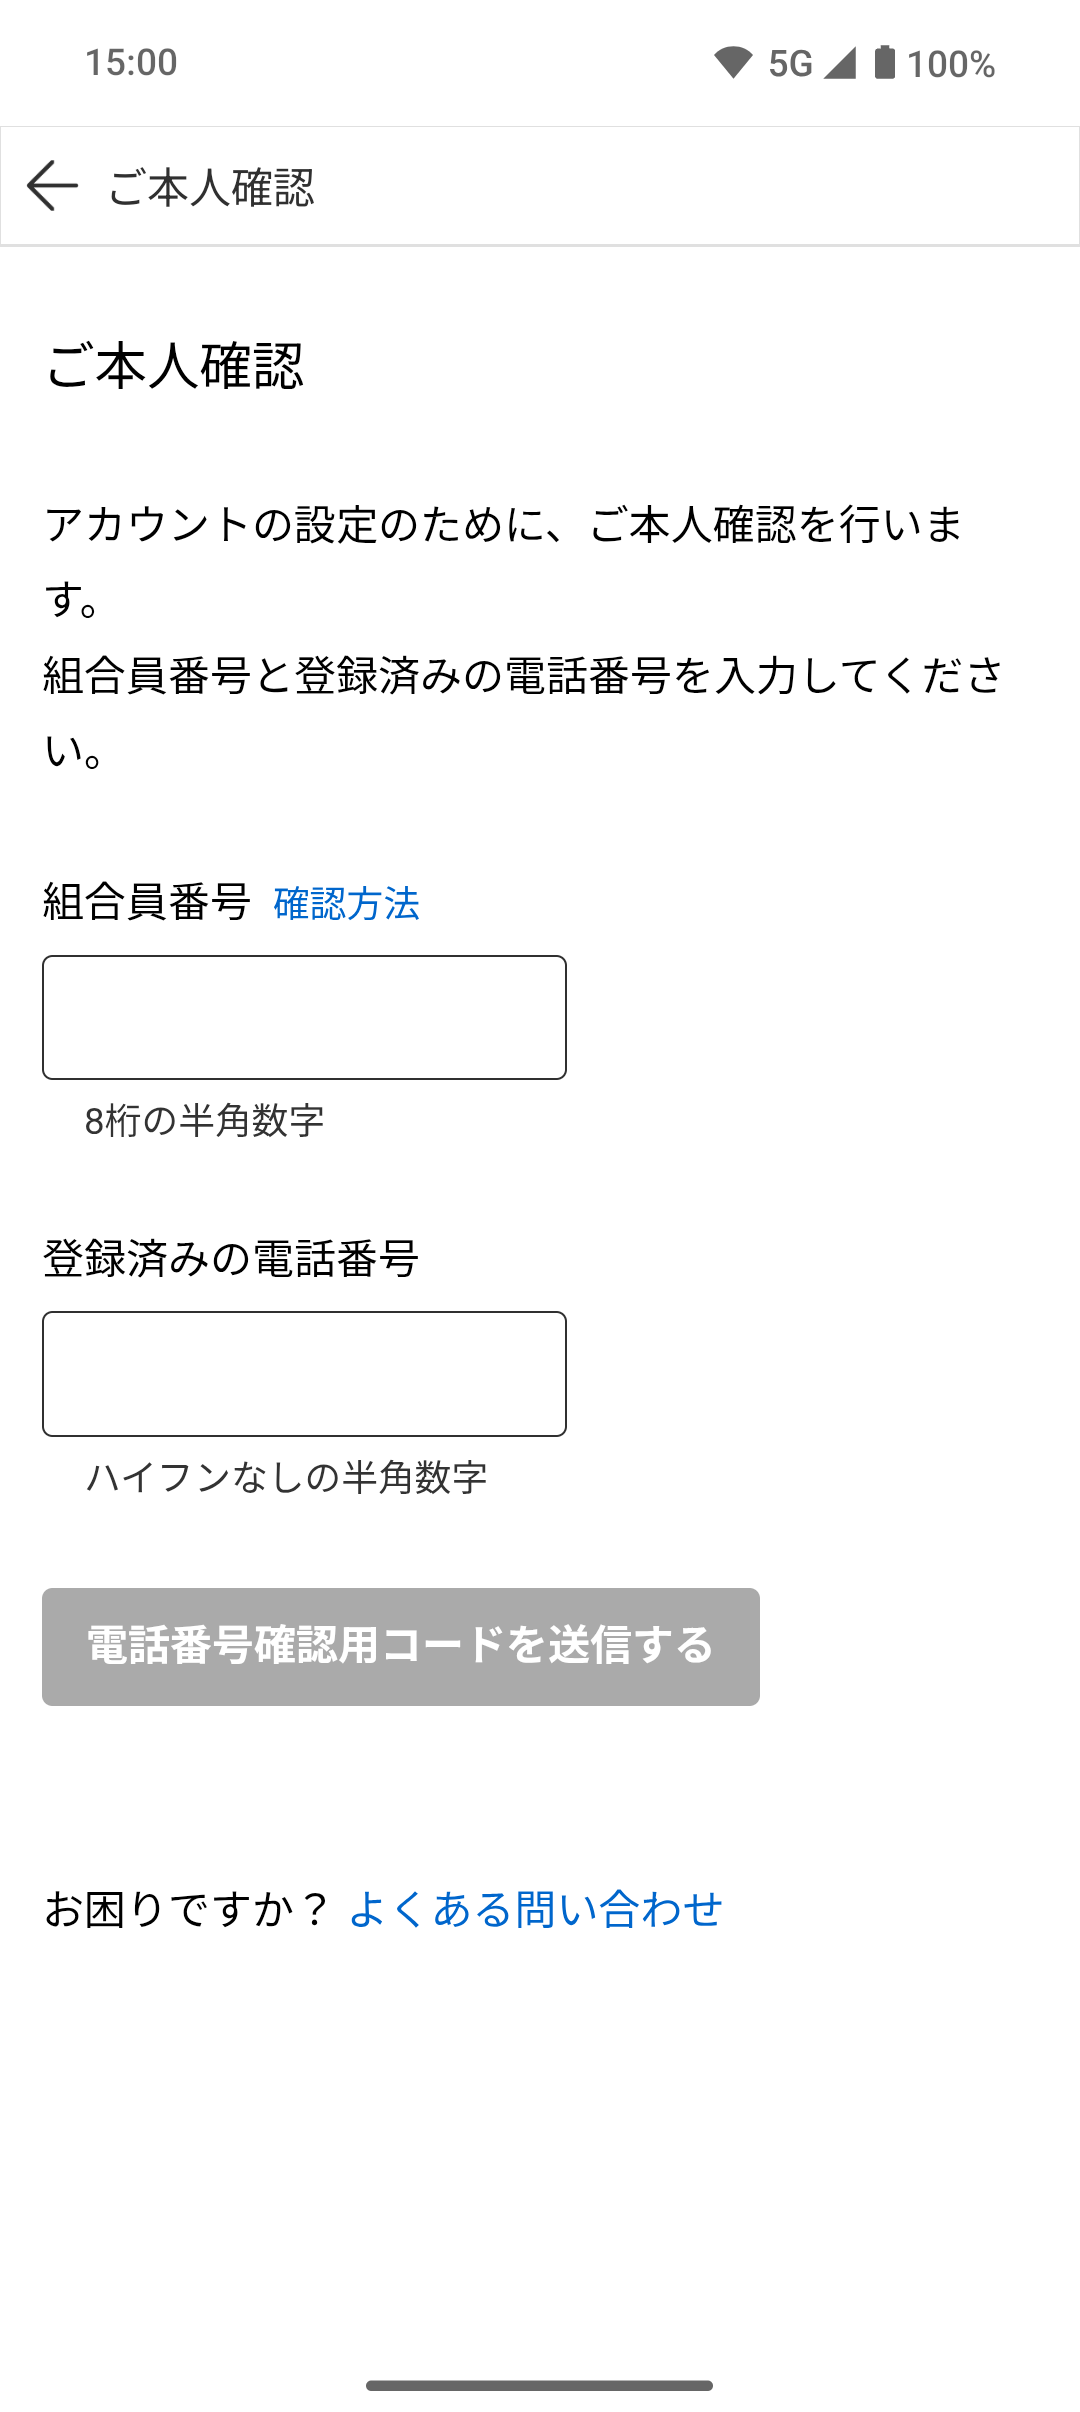 15:00
5G 100%
ご本人確認
ご本人確認
アカウントの設定のために、ご本人確認を行いま
す。
組合員番号と登録済みの電話番号を入力してくださ
い。
組合員番号 確認方法
8桁の半角数字
登録済みの電話番号
ハイフンなしの半角数字
電話番号確認用コードを送信する
お困りですか？ よくある問い合わせ